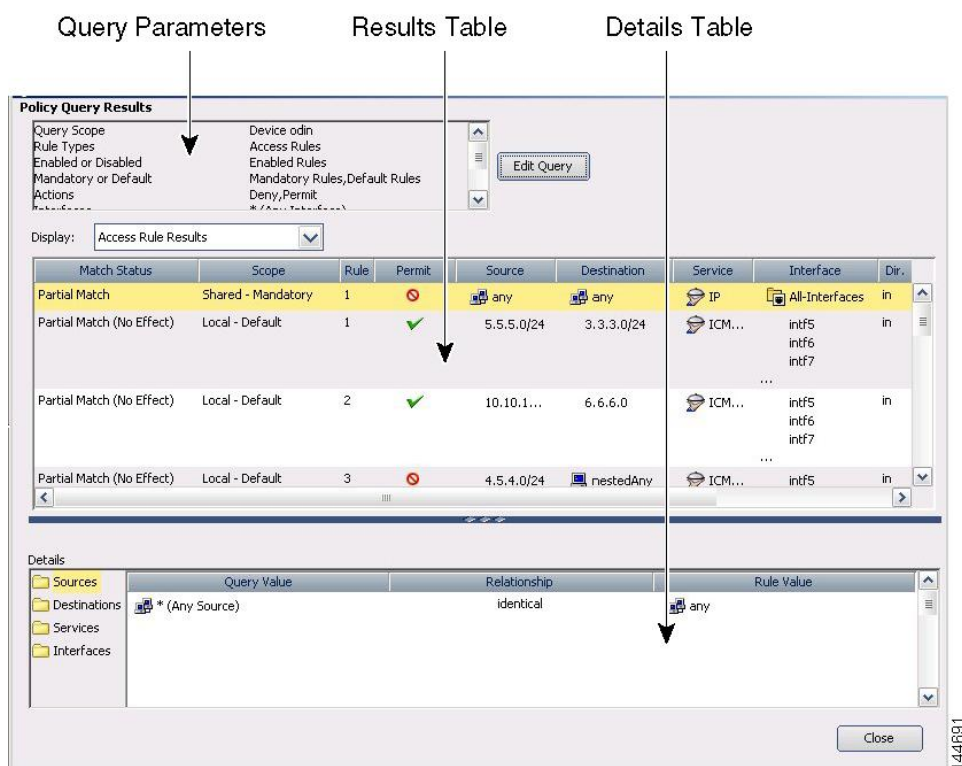 Query Parameters Results Table Details Table
Policy Query Results
Query Scope Device odin
Rule Types Access Rules
Enabled or Disabled Enabled Rules
Mandatory or Default Mandatory Rules,Default Rules
Actions Deny,Permit
Interfaces * (Any Interface)
Edit Query
Display: Access Rule Results
Match Status Scope Rule Permit Source Destination Service Interface Dir.
Partial Match Shared - Mandatory 1 any any IP All-Interfaces in
Partial Match (No Effect) Local - Default 1 5.5.5.0/24 3.3.3.0/24 ICM... intf5 in
intf6
intf7
...
Partial Match (No Effect) Local - Default 2 10.10.1... 6.6.6.0 ICM... intf5 in
intf6
intf7
...
Partial Match (No Effect) Local - Default 3 4.5.4.0/24 nestedAny ICM... intf5 in
Details
Sources Query Value Relationship Rule Value
Destinations * (Any Source) identical any
Services
Interfaces
Close
144691